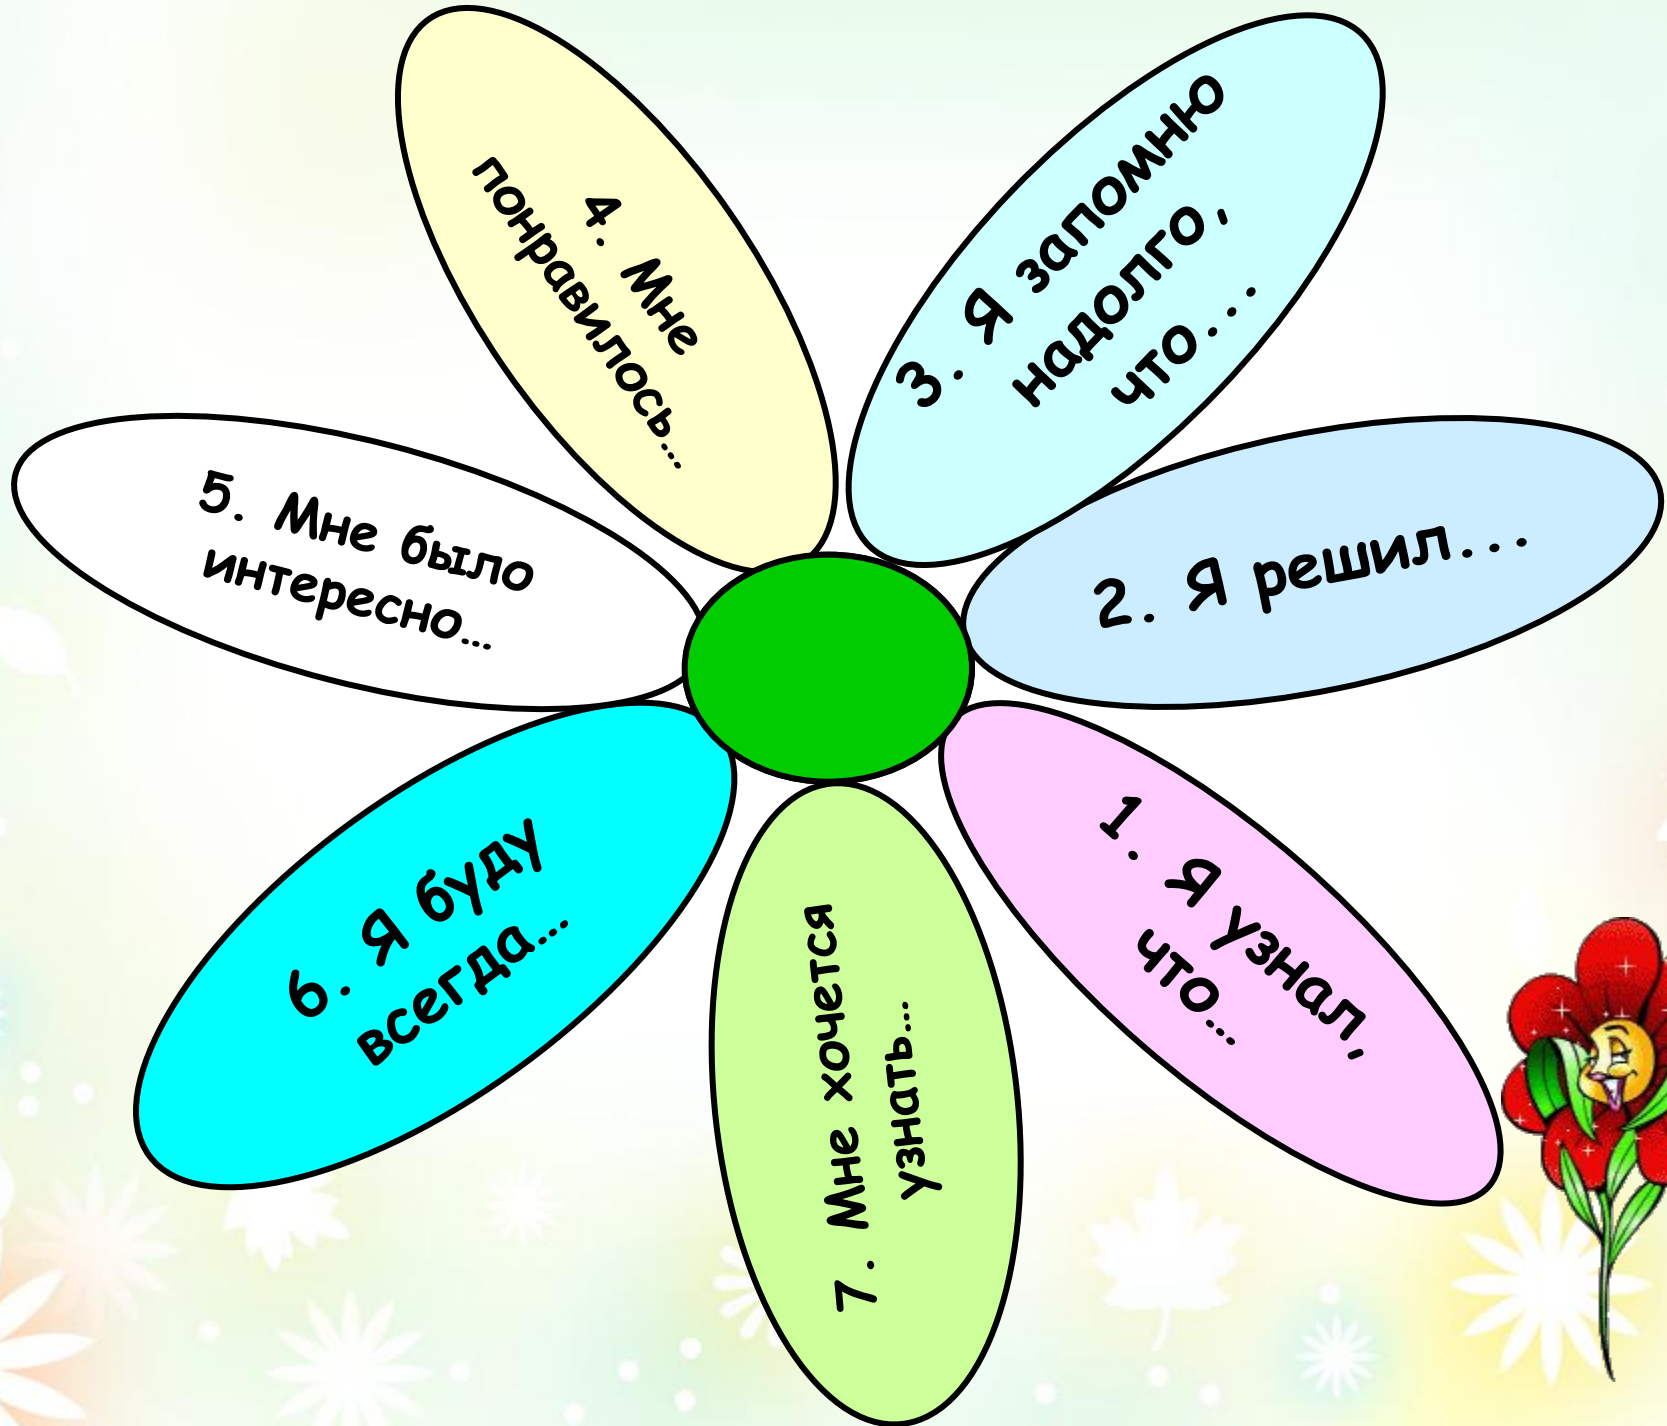 1. Я узнал,
что...
2. Я решил...
3. Я запомню
надолго,
что...
4. Мне
понравилось...
5. Мне было
интересно...
6. Я буду
всегда...
7. Мне хочется
узнать...